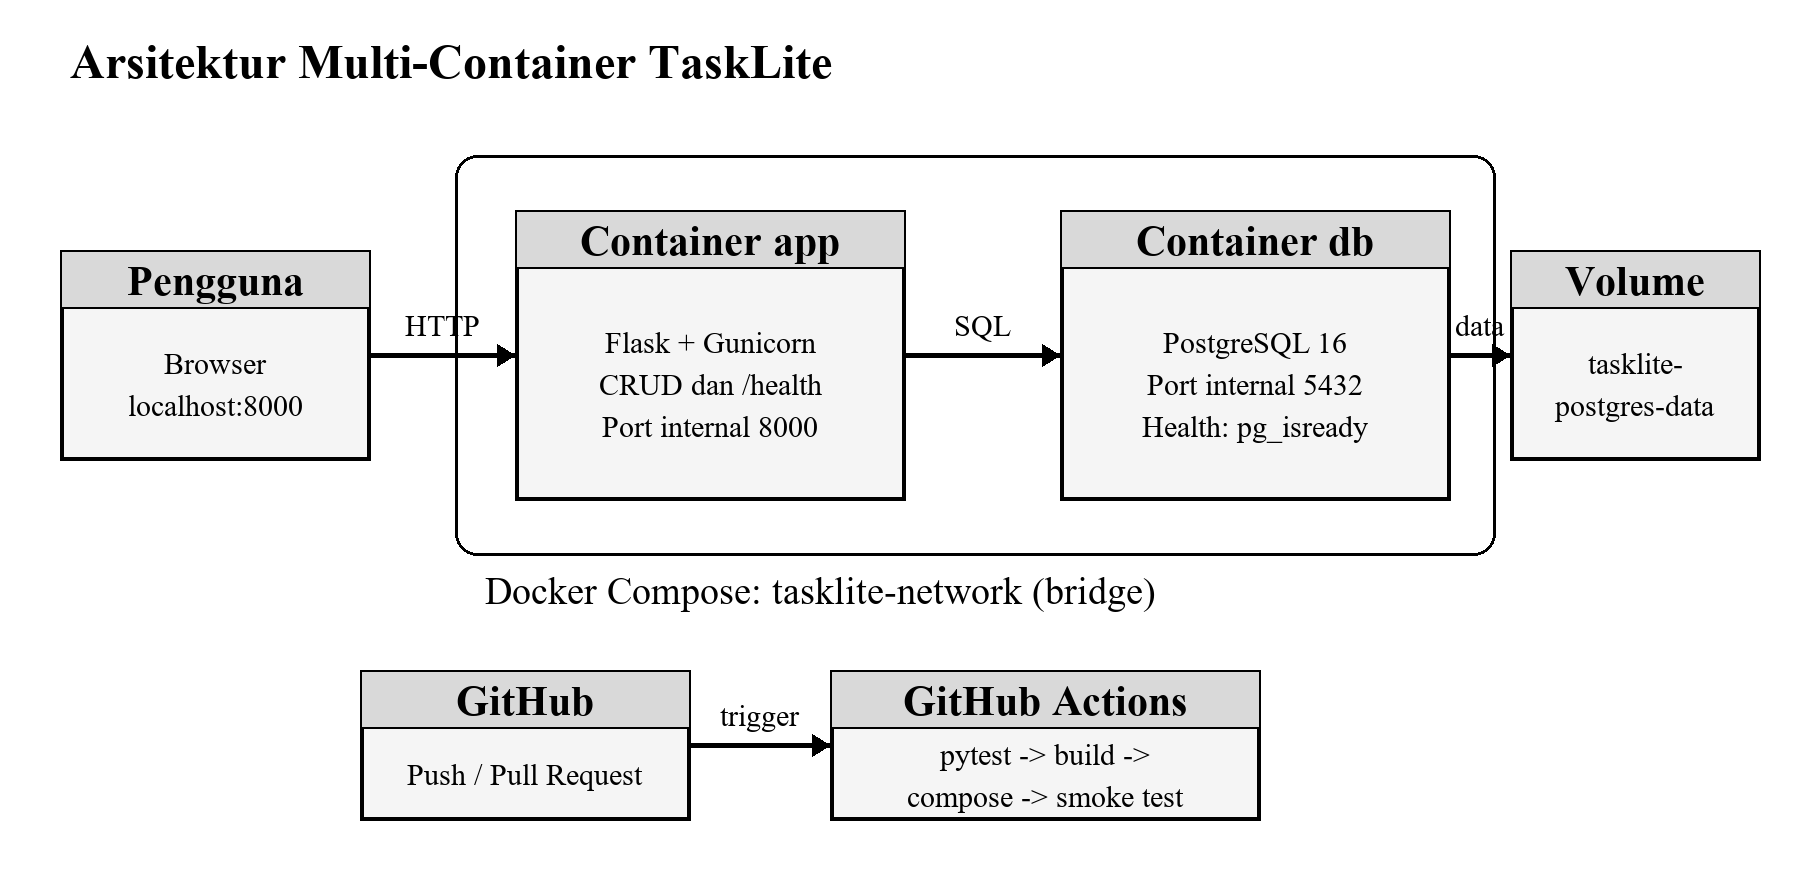 Arsitektur Multi-Container TaskLite
Pengguna
Browser
localhost:8000
HTTP
Container app
Flask + Gunicorn
CRUD dan /health
Port internal 8000
SQL
Container db
PostgreSQL 16
Port internal 5432
Health: pg_isready
data
Volume
tasklite-
postgres-data
Docker Compose: tasklite-network (bridge)
GitHub
Push / Pull Request
trigger
GitHub Actions
pytest -> build ->
compose -> smoke test